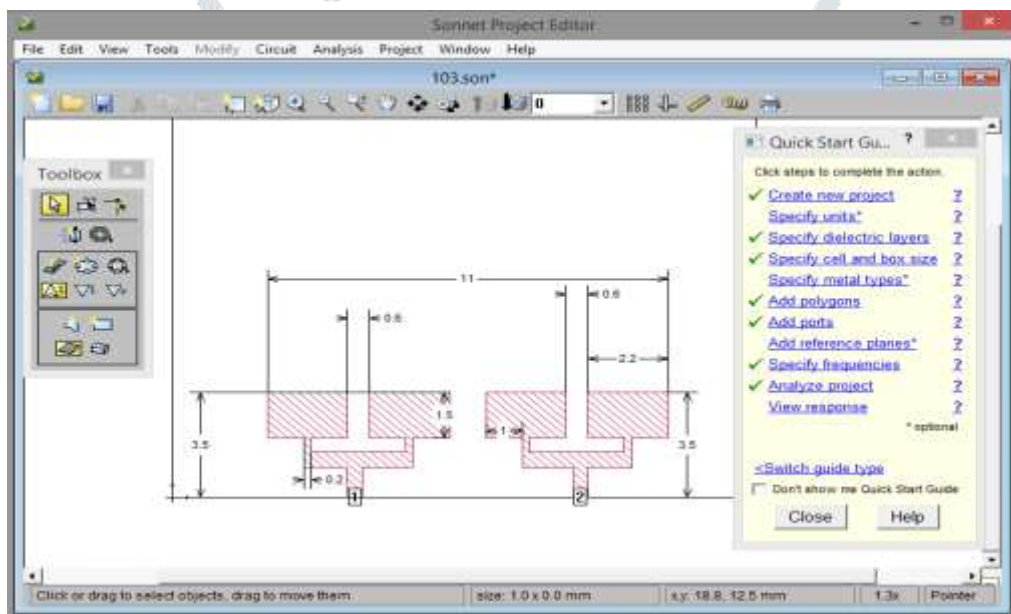 Sonnet Project Editor
File Edit View Tools Modify Circuit Analysis Project Window Help
103.son*
0
Toolbox
Quick Start Gu... ?
Click steps to complete the action.
Create new project ?
Specify units* ?
Specify dielectric layers ?
Specify cell and box size ?
Specify metal types* ?
Add polygons ?
Add ports ?
Add reference planes* ?
Specify frequencies ?
Analyze project ?
View response ?
* optional
<Switch guide type
Don't show me Quick Start Guide
Close Help
11
0.6
0.6
2.2
1.5
1
3.5
3.5
0.2
1
2
Click or drag to select objects, drag to move them. size: 1.0 x 0.0 mm x,y: 18.8, 12.5 mm 1.3x Pointer